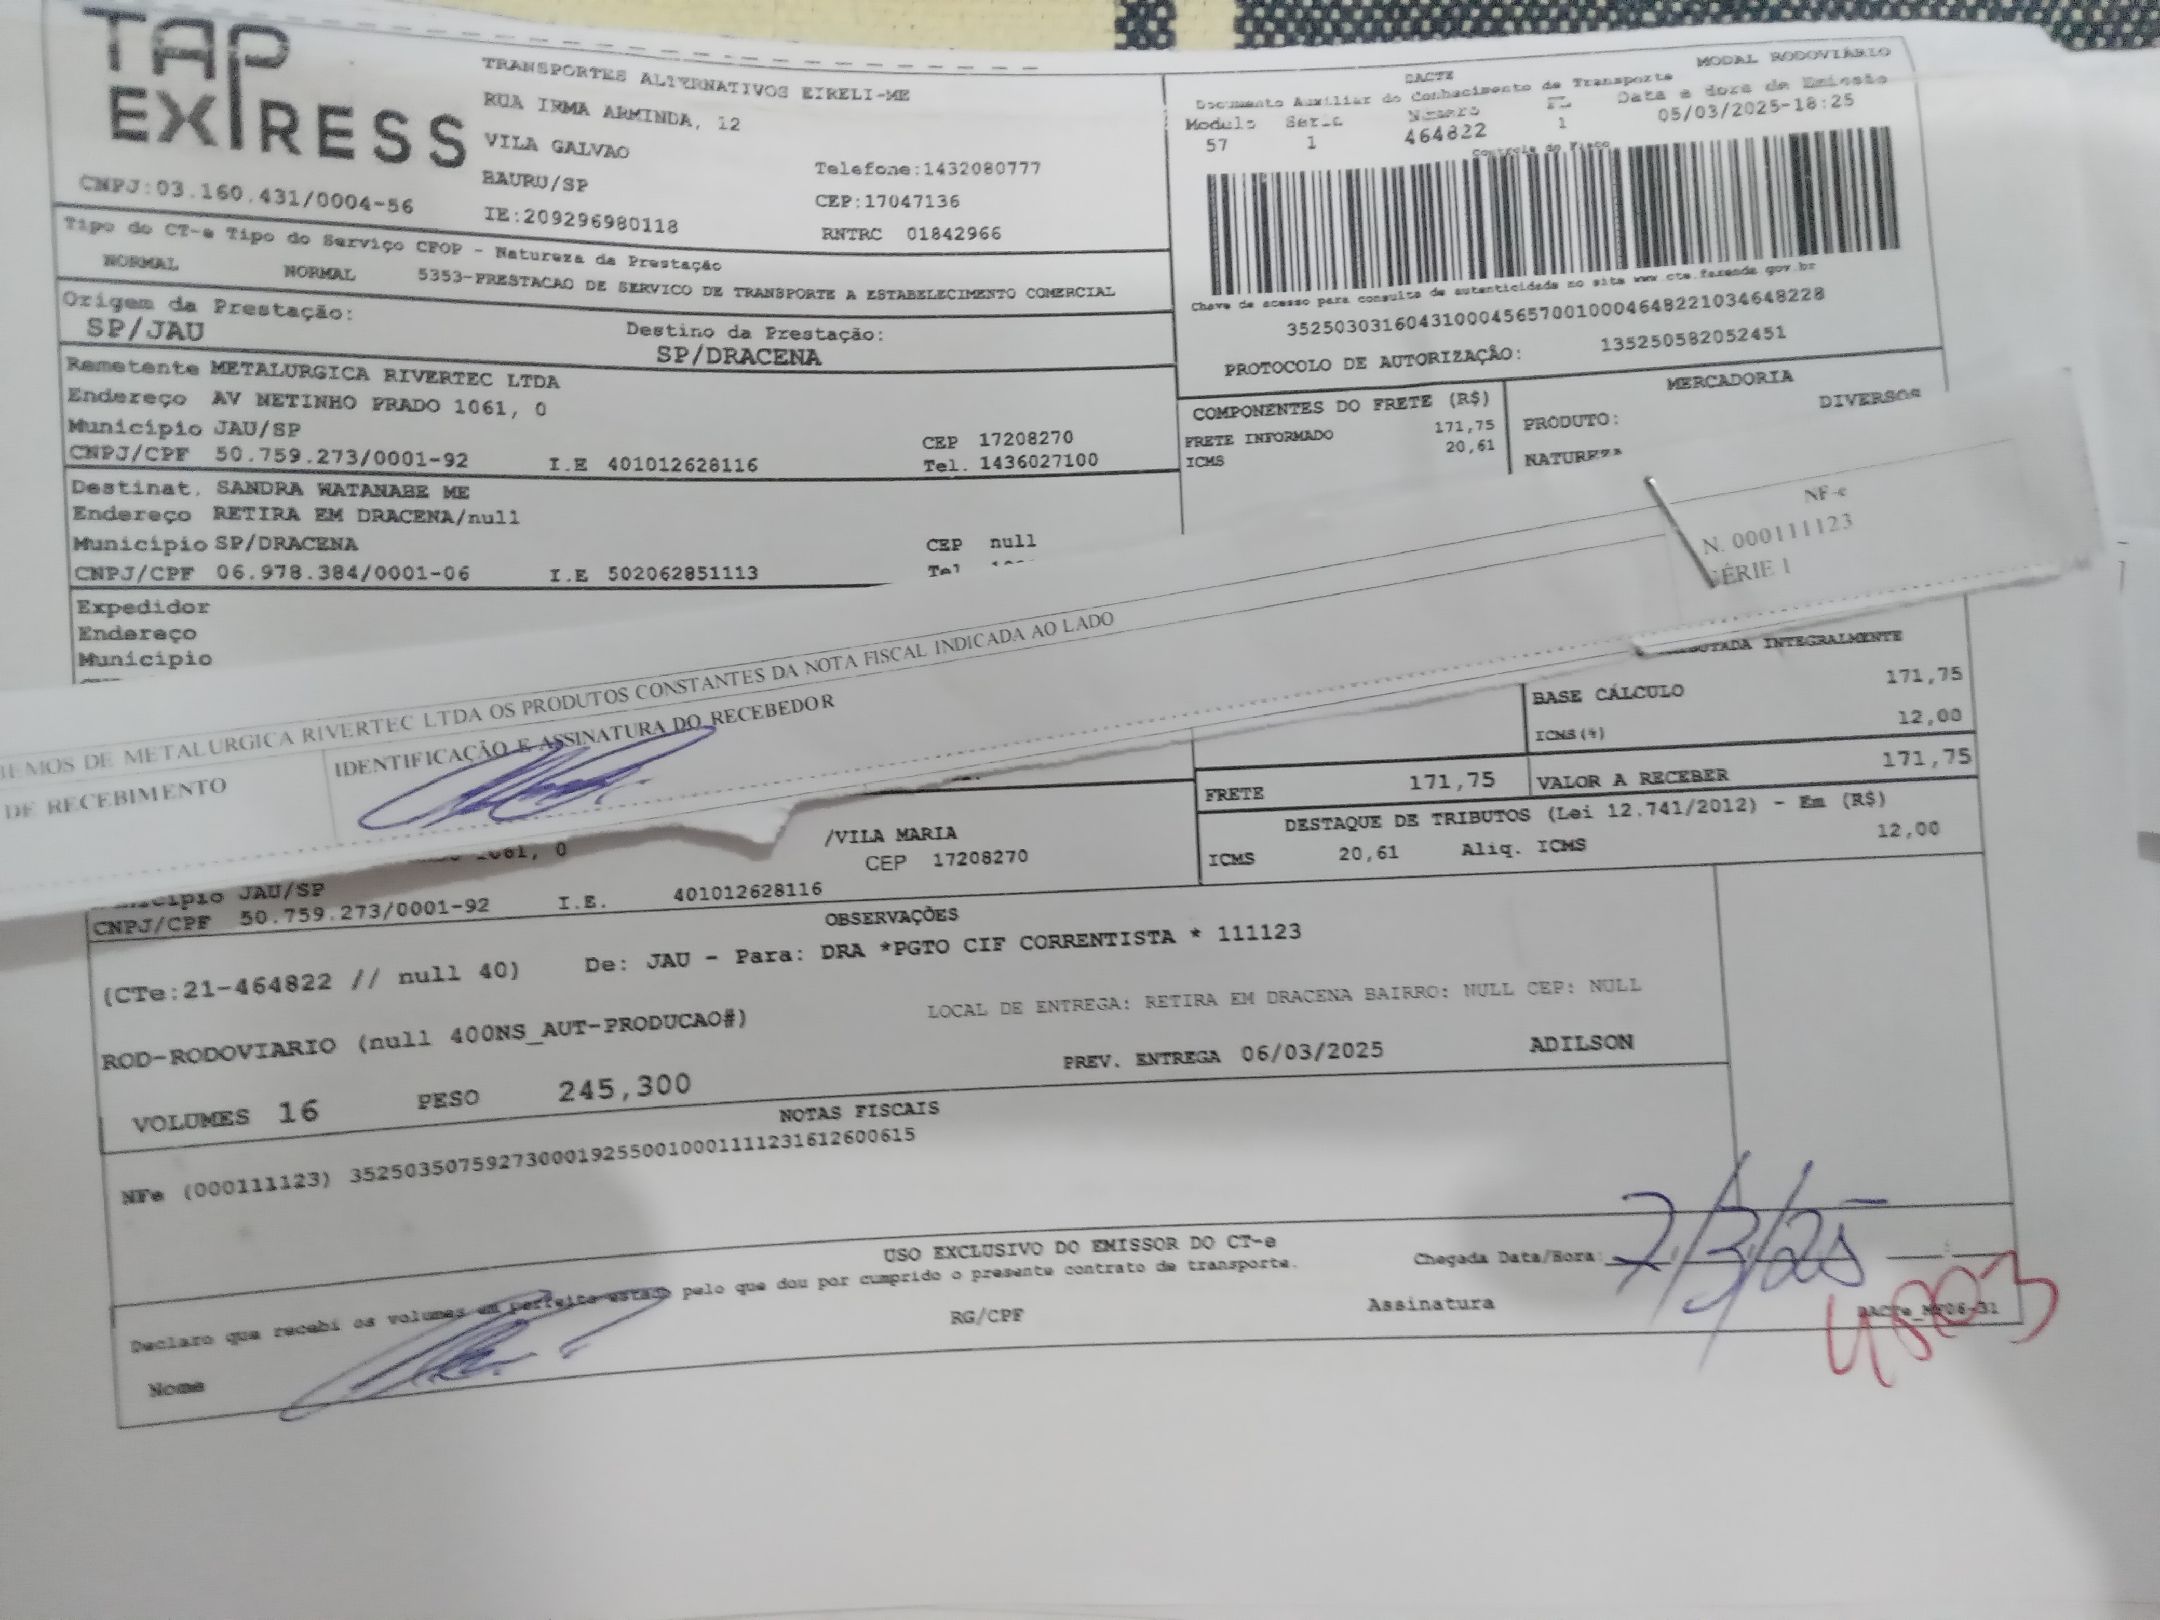 TAP
EXPRESS
CNPJ:03.160.431/0004-56
TRANSPORTES ALTERNATIVOS EIRELI-ME
RUA IRMA ARMINDA, 12
VILA GALVAO
BAURU/SP
IE:209296980118
Telefone:1432080777
CEP:17047136
RNTRC 01842966
DACTE
MODAL RODOVIÁRIO
Documento Auxiliar do Conhecimento de Transporte
Modelo Serie Número FL Data e Hora de Emissão
57 1 464822 1 05/03/2025-18:25
Controle do Fisco
Chave de acesso para consulta de autenticidade no site www.cte.fazenda.gov.br
35250303160431000456570010004648221034648228
PROTOCOLO DE AUTORIZAÇÃO: 135250582052451
Tipo do CT-e Tipo do Serviço CFOP - Natureza da Prestação
NORMAL NORMAL 5353-PRESTACAO DE SERVICO DE TRANSPORTE A ESTABELECIMENTO COMERCIAL
Origem da Prestação: Destino da Prestação:
SP/JAU SP/DRACENA
Remetente METALURGICA RIVERTEC LTDA
Endereço AV NETINHO PRADO 1061, 0
Município JAU/SP CEP 17208270
CNPJ/CPF 50.759.273/0001-92 I.E 401012628116 Tel. 1436027100
COMPONENTES DO FRETE (R$)
FRETE INFORMADO 171,75
ICMS 20,61
MERCADORIA
PRODUTO: DIVERSOS
Destinat. SANDRA WATANABE ME
Endereço RETIRA EM DRACENA/null
Município SP/DRACENA CEP null
CNPJ/CPF 06.978.384/0001-06 I.E 502062851113
Expedidor
Endereço
Município
NF-e
N. 000111123
SÉRIE 1
DE METALURGICA RIVERTEC LTDA OS PRODUTOS CONSTANTES DA NOTA FISCAL INDICADA AO LADO
DE RECEBIMENTO
IDENTIFICAÇÃO E ASSINATURA DO RECEBEDOR
INTEGRALMENTE
BASE CÁLCULO 171,75
ICMS(%) 12,00
FRETE 171,75 VALOR A RECEBER 171,75
DESTAQUE DE TRIBUTOS (Lei 12.741/2012) - Em (R$)
ICMS 20,61 Aliq. ICMS 12,00
1061, 0 /VILA MARIA
Município JAU/SP CEP 17208270
CNPJ/CPF 50.759.273/0001-92 I.E. 401012628116
OBSERVAÇÕES
(CTe:21-464822 // null 40) De: JAU - Para: DRA *PGTO CIF CORRENTISTA * 111123
LOCAL DE ENTREGA: RETIRA EM DRACENA BAIRRO: NULL CEP: NULL
ROD-RODOVIARIO (null 400NS_AUT-PRODUCAO#)
PREV. ENTREGA 06/03/2025 ADILSON
VOLUMES 16 PESO 245,300
NOTAS FISCAIS
NFe (000111123) 35250350759273000192550010001111231612600615
USO EXCLUSIVO DO EMISSOR DO CT-e
Declaro que recebi os volumes em perfeito estado pelo que dou por cumprido o presente contrato de transporte.
Chegada Data/Hora: 7/3/25
Nome RG/CPF Assinatura